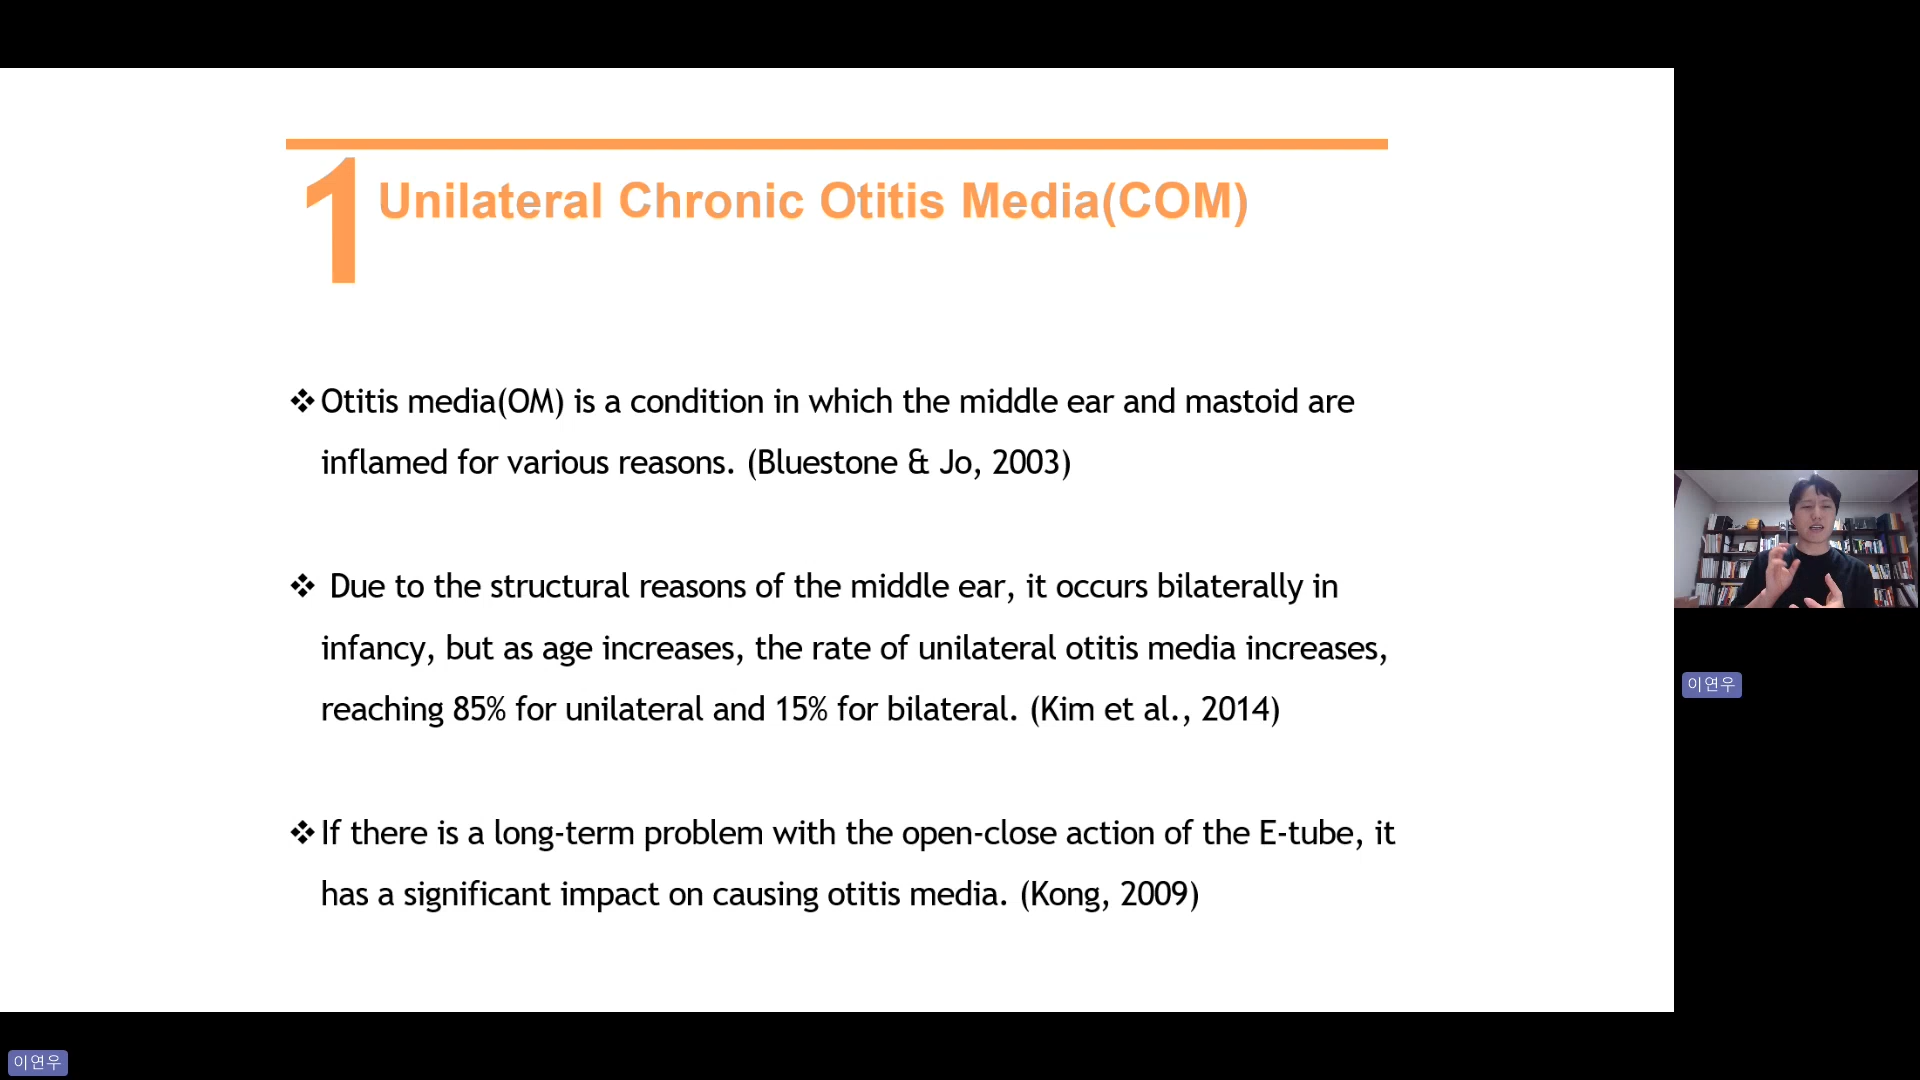 1 Unilateral Chronic Otitis Media(COM)
❖ Otitis media(OM) is a condition in which the middle ear and mastoid are
inflamed for various reasons. (Bluestone & Jo, 2003)
❖ Due to the structural reasons of the middle ear, it occurs bilaterally in
infancy, but as age increases, the rate of unilateral otitis media increases,
reaching 85% for unilateral and 15% for bilateral. (Kim et al., 2014)
❖ If there is a long-term problem with the open-close action of the E-tube, it
has a significant impact on causing otitis media. (Kong, 2009)
이연우
이연우